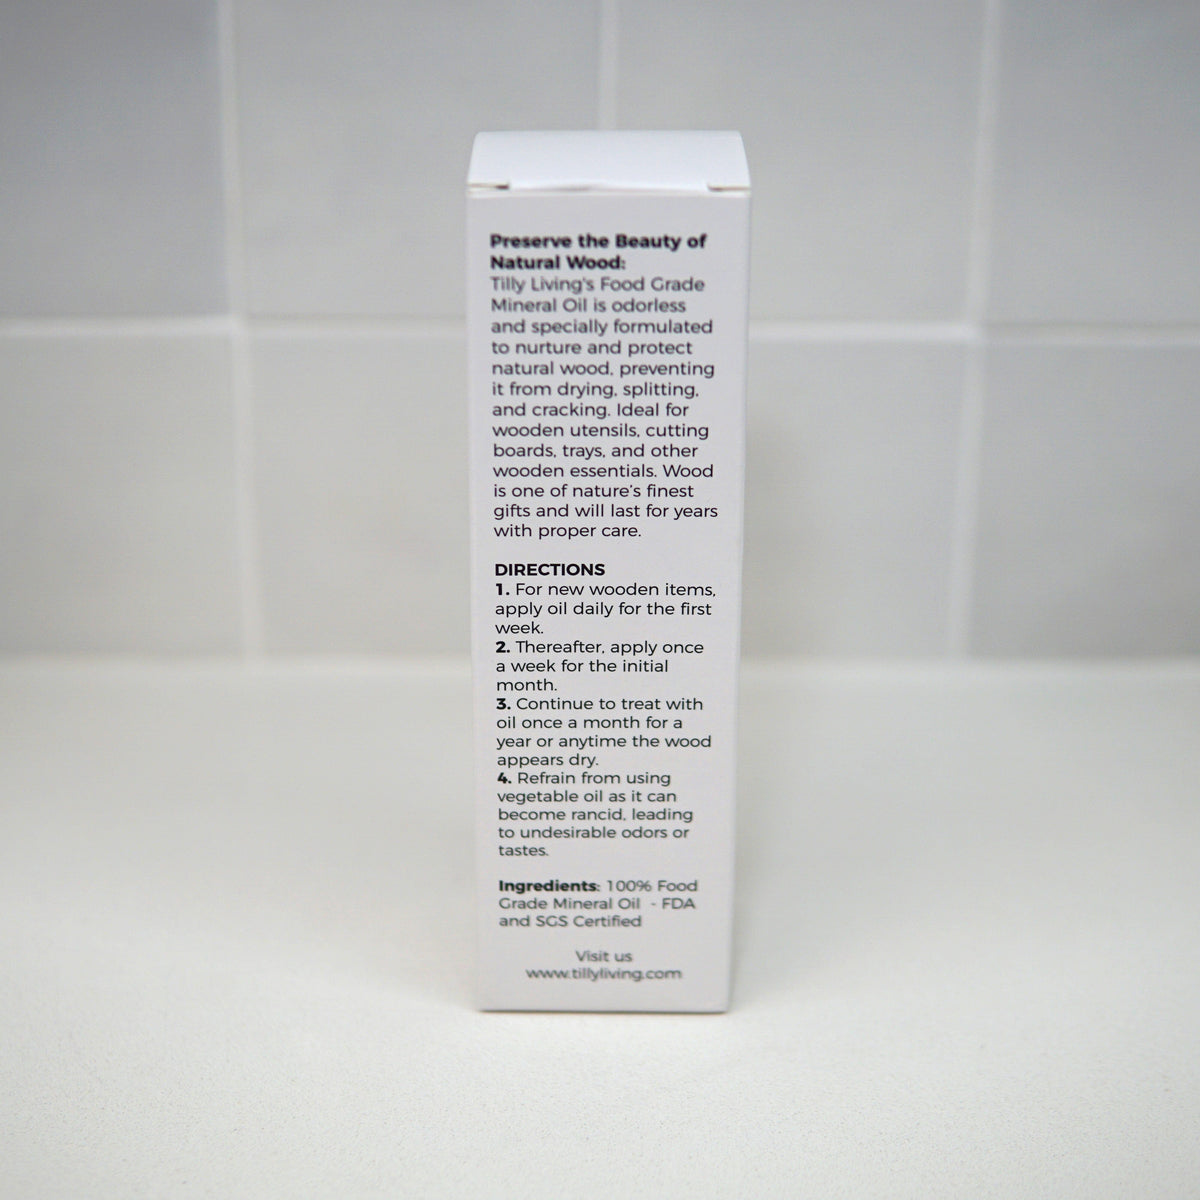 Preserve the Beauty of
Natural Wood:
Tilly Living's Food Grade
Mineral Oil is odorless
and specially formulated
to nurture and protect
natural wood, preventing
it from drying, splitting,
and cracking. Ideal for
wooden utensils, cutting
boards, trays, and other
wooden essentials. Wood
is one of nature's finest
gifts and will last for years
with proper care.
DIRECTIONS
1. For new wooden items,
apply oil daily for the first
week.
2. Thereafter, apply once
a week for the initial
month.
3. Continue to treat with
oil once a month for a
year or anytime the wood
appears dry.
4. Refrain from using
vegetable oil as it can
become rancid, leading
to undesirable odors or
tastes.
Ingredients: 100% Food
Grade Mineral Oil - FDA
and SGS Certified
Visit us
www.tillyliving.com